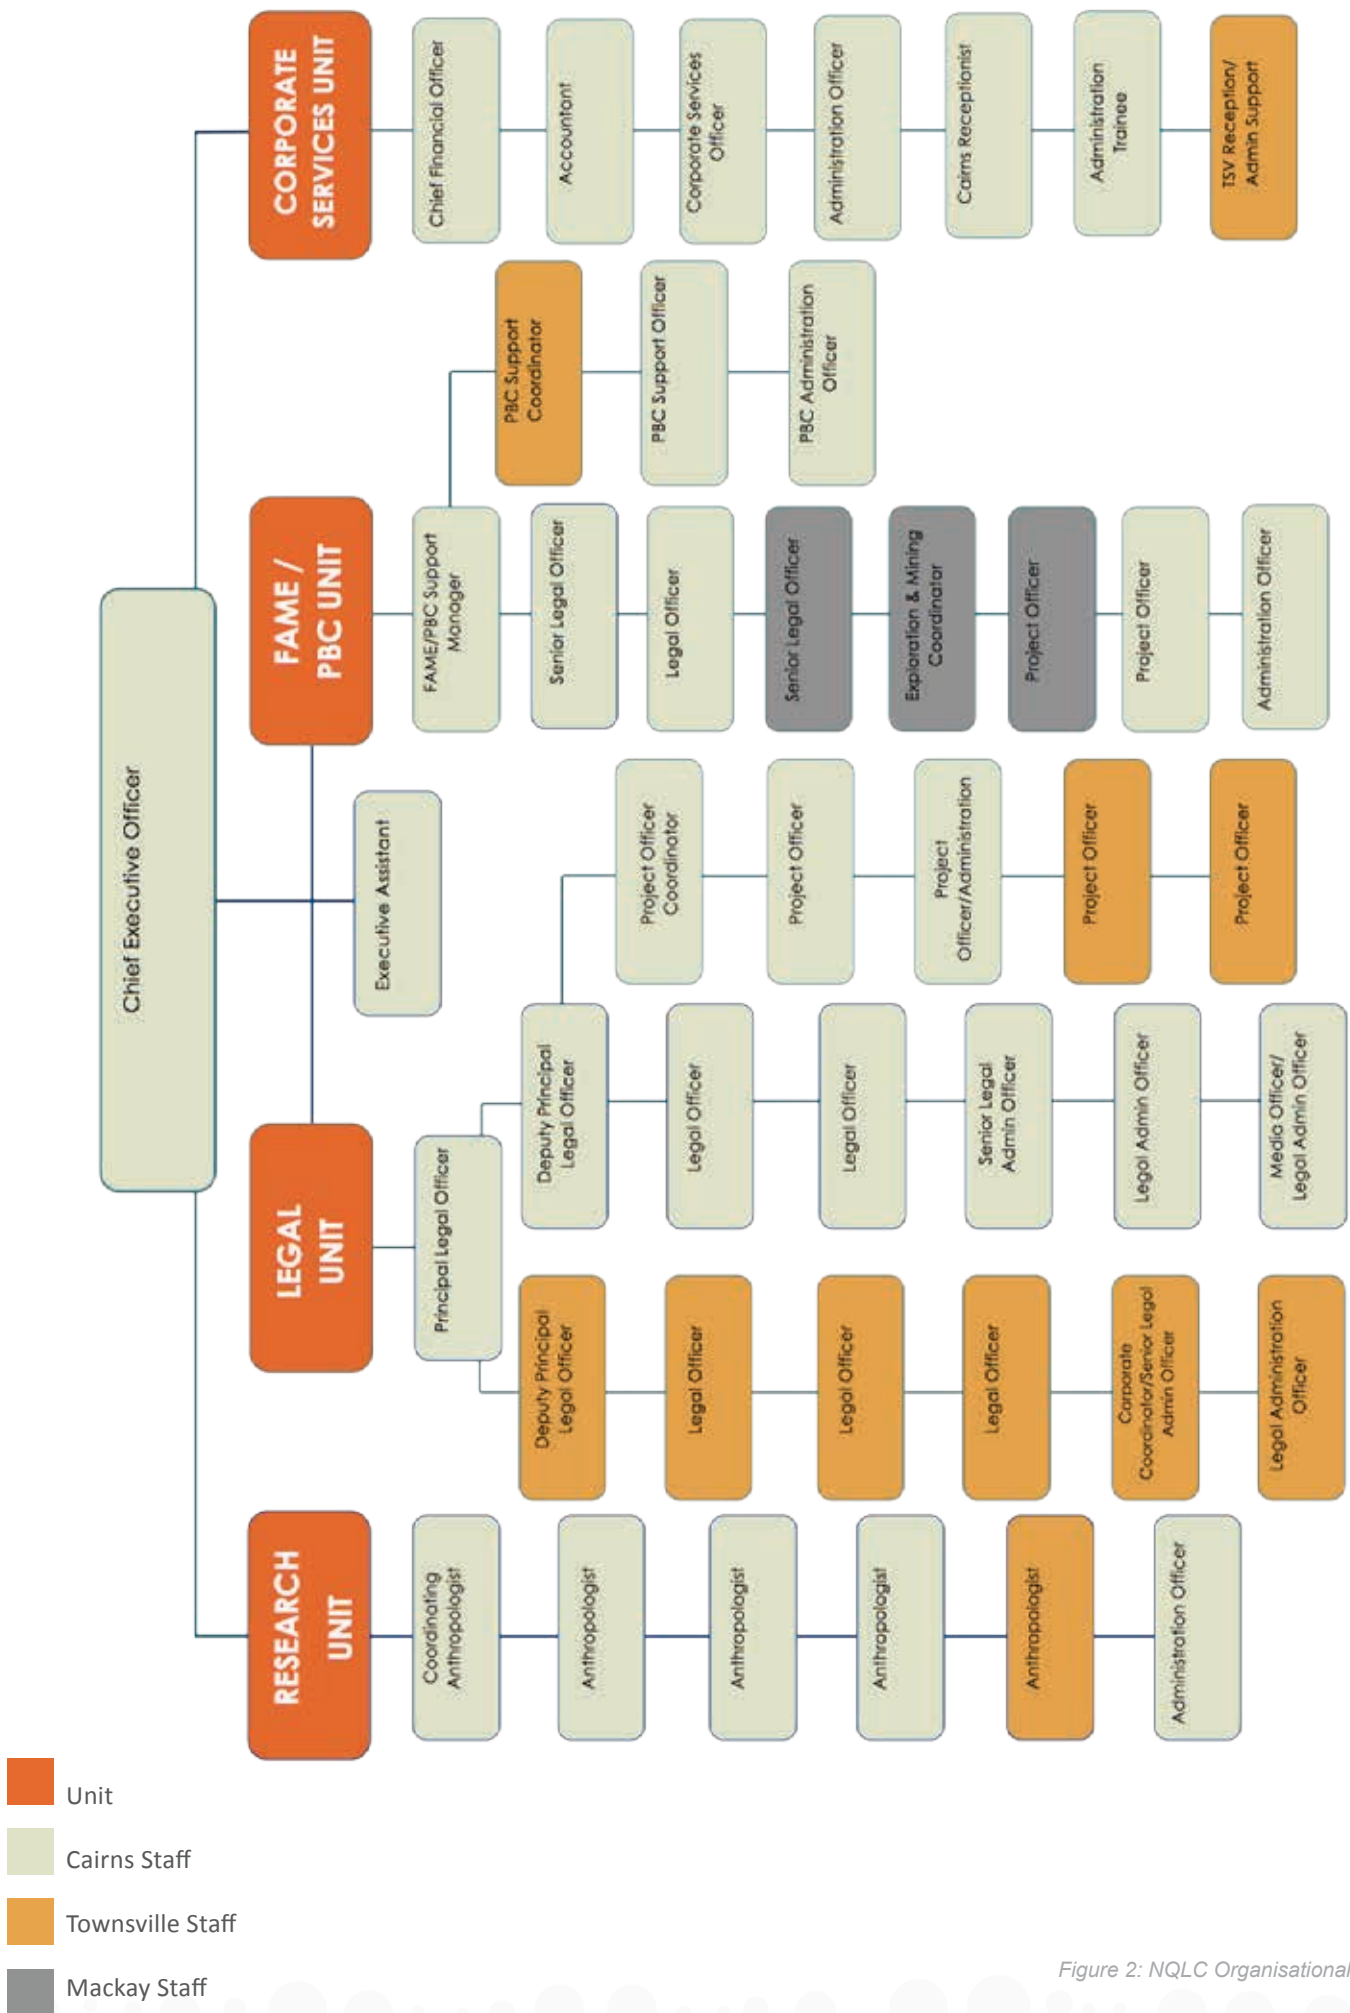 Chief Executive Officer
Executive Assistant
RESEARCH
UNIT
Coordinating
Anthropologist
Anthropologist
Anthropologist
Anthropologist
Anthropologist
Administration Officer
LEGAL
UNIT
Principal Legal Officer
Deputy Principal
Legal Officer
Legal Officer
Legal Officer
Legal Officer
Corporate
Coordinator/Senior Legal
Admin Officer
Legal Administration
Officer
Deputy Principal
Legal Officer
Legal Officer
Legal Officer
Senior Legal
Admin Officer
Legal Admin Officer
Media Officer/
Legal Admin Officer
Project Officer
Coordinator
Project Officer
Project
Officer/Administration
Project Officer
Project Officer
FAME /
PBC UNIT
FAME/PBC Support
Manager
Senior Legal Officer
Legal Officer
Senior Legal Officer
Exploration & Mining
Coordinator
Project Officer
Project Officer
Administration Officer
PBC Support
Coordinator
PBC Support Officer
PBC Administration
Officer
CORPORATE
SERVICES UNIT
Chief Financial Officer
Accountant
Corporate Services
Officer
Administration Officer
Cairns Receptionist
Administration
Trainee
TSV Reception/
Admin Support
Unit
Cairns Staff
Townsville Staff
Mackay Staff
Figure 2: NQLC Organisational